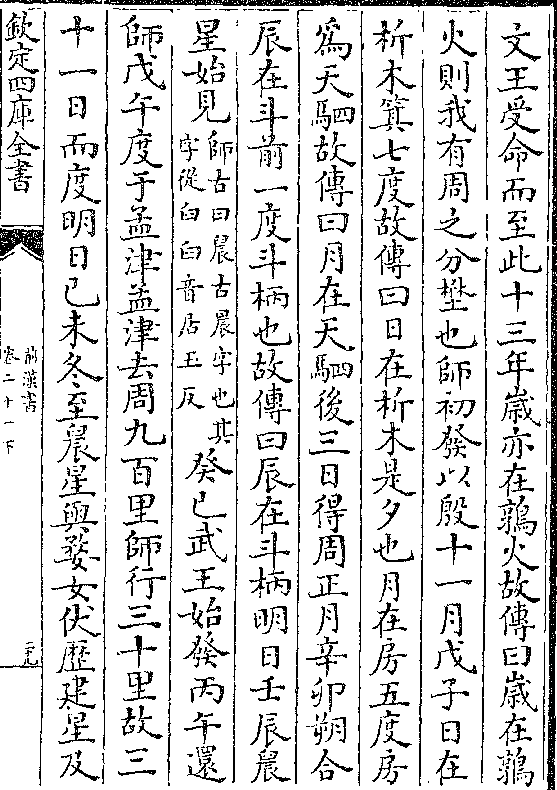 文王受命而至此十三年歲亦在鶉火故傳曰歲在鶉
火則我有周之分壄也師初發以殷十一月戊子日在
析木箕七度故傳曰日在析木是夕也月在房五度房
為天駟故傳曰月在天駟後三日得周正月辛卯朔合
辰在斗前一度斗柄也故傳曰辰在斗柄明日壬辰晨
星始見
師古曰晨古晨字也其
字從臼臼音居玉反
癸巳武王始發丙午還
師戊午度于孟津孟津去周九百里師行三十里故三
十一日而度明日已未冬至晨星與婺女伏歷建星及
欽定四庫全書
前漢書
卷二十一下
二九